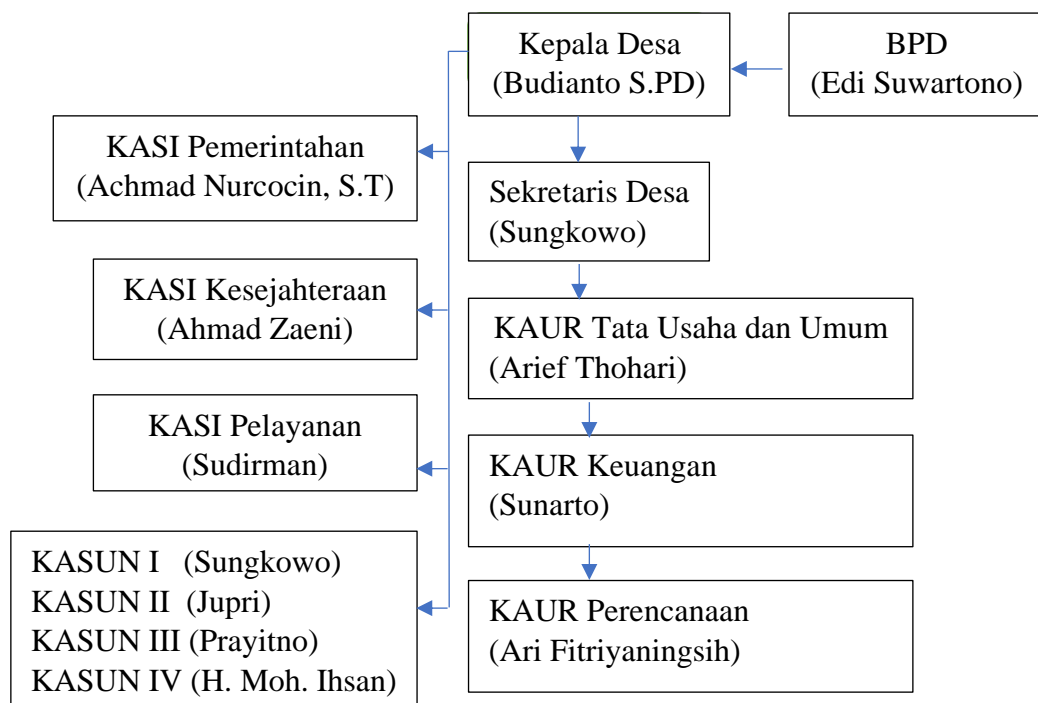 Kepala Desa
(Budianto S.PD)
BPD
(Edi Suwartono)
KASI Pemerintahan
(Achmad Nurcocin, S.T)
Sekretaris Desa
(Sungkowo)
KASI Kesejahteraan
(Ahmad Zaeni)
KAUR Tata Usaha dan Umum
(Arief Thohari)
KASI Pelayanan
(Sudirman)
KAUR Keuangan
(Sunarto)
KASUN I (Sungkowo)
KASUN II (Jupri)
KASUN III (Prayitno)
KASUN IV (H. Moh. Ihsan)
KAUR Perencanaan
(Ari Fitriyaningsih)